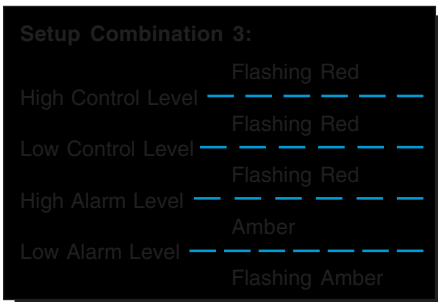 Setup Combination 3:
Flashing Red
High Control Level
Flashing Red
Low Control Level
Flashing Red
High Alarm Level
Amber
Low Alarm Level
Flashing Amber